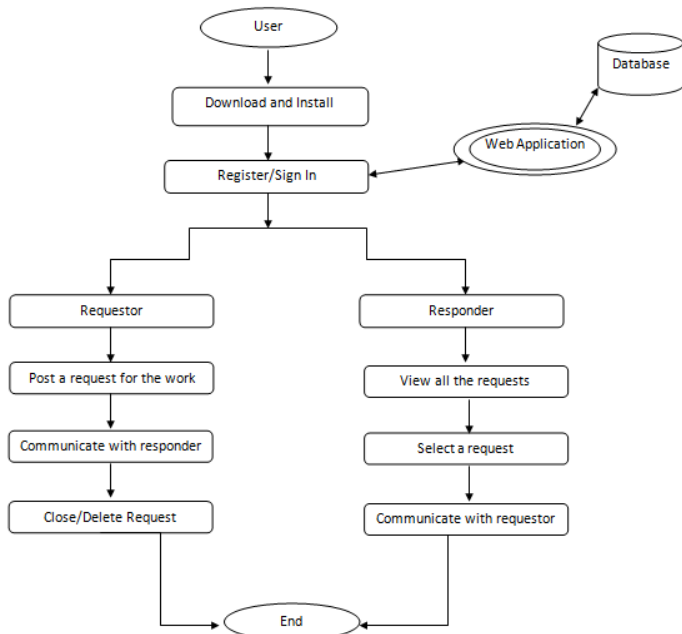 User
Database
Download and Install
Web Application
Register/Sign In
Requestor
Responder
Post a request for the work
View all the requests
Communicate with responder
Select a request
Close/Delete Request
Communicate with requestor
End